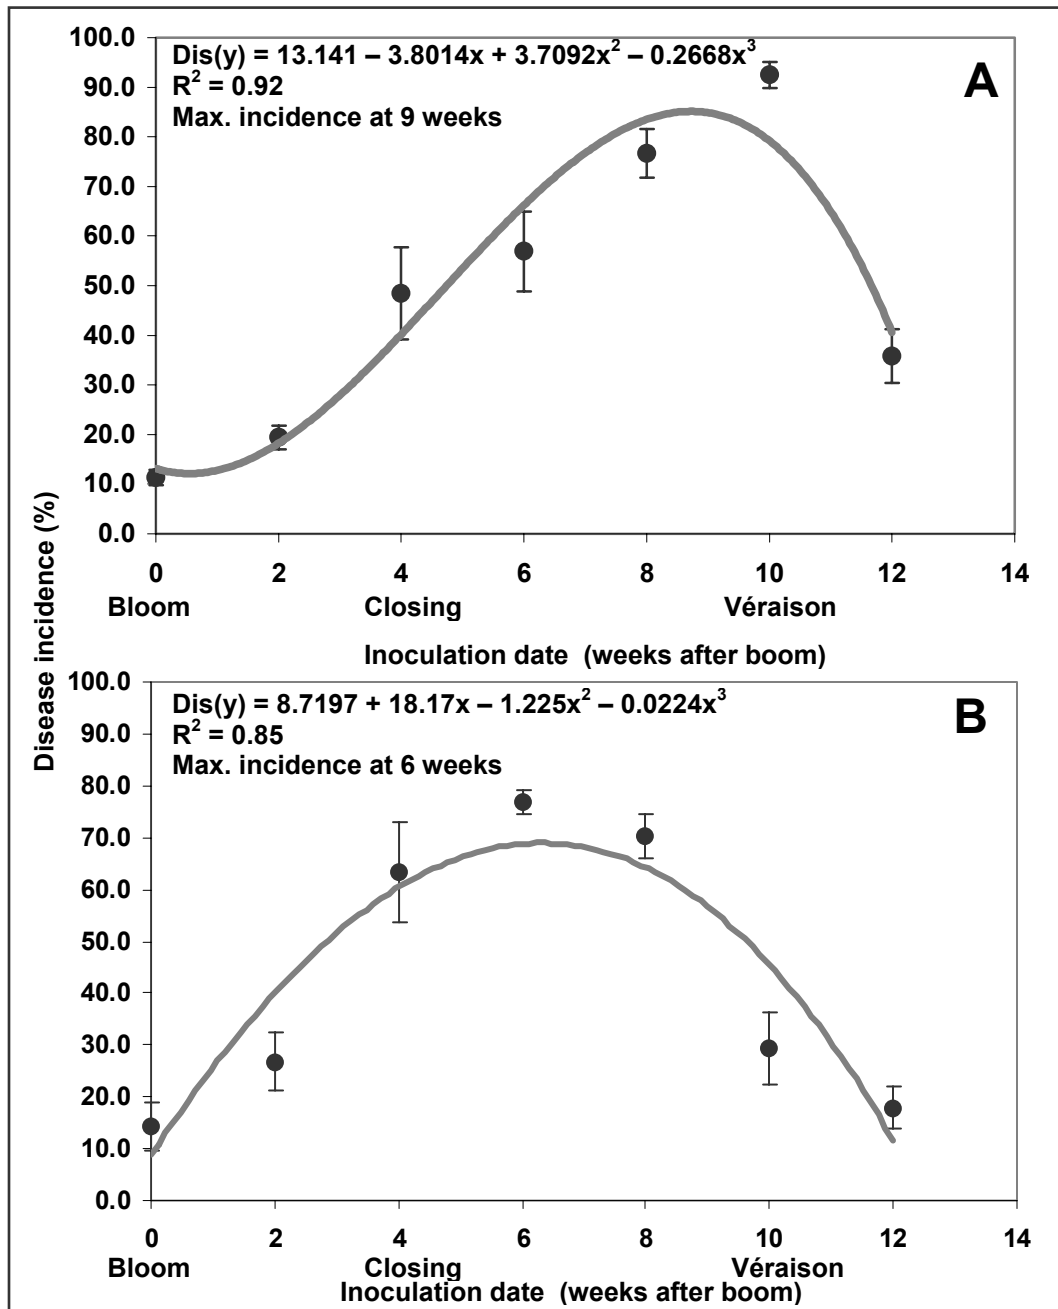 100.0
90.0
80.0
70.0
60.0
50.0
40.0
30.0
20.0
10.0
0.0
Dis(y) = 13.141 – 3.8014x + 3.7092x² – 0.2668x³
R² = 0.92
Max. incidence at 9 weeks
A
0 2 4 6 8 10 12 14
Bloom Closing Véraison
Inoculation date (weeks after boom)
Disease incidence (%)
100.0
90.0
80.0
70.0
60.0
50.0
40.0
30.0
20.0
10.0
0.0
Dis(y) = 8.7197 + 18.17x – 1.225x² – 0.0224x³
R² = 0.85
Max. incidence at 6 weeks
B
0 2 4 6 8 10 12 14
Bloom Closing Véraison
Inoculation date (weeks after boom)